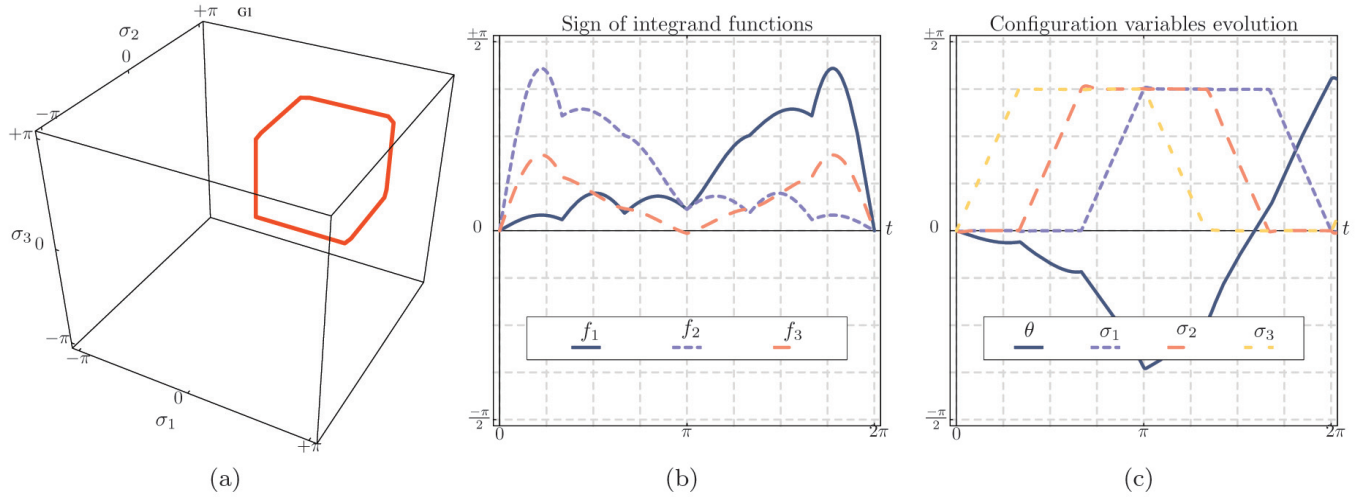 G1
+π
σ2
0
−π
+π
σ3 0
−π
−π
0
σ1
+π
(a)
Sign of integrand functions
+π/2
0
−π/2
0
π
2π
t
f1 f2 f3
(b)
Configuration variables evolution
+π/2
0
−π/2
0
π
2π
t
θ σ1 σ2 σ3
(c)